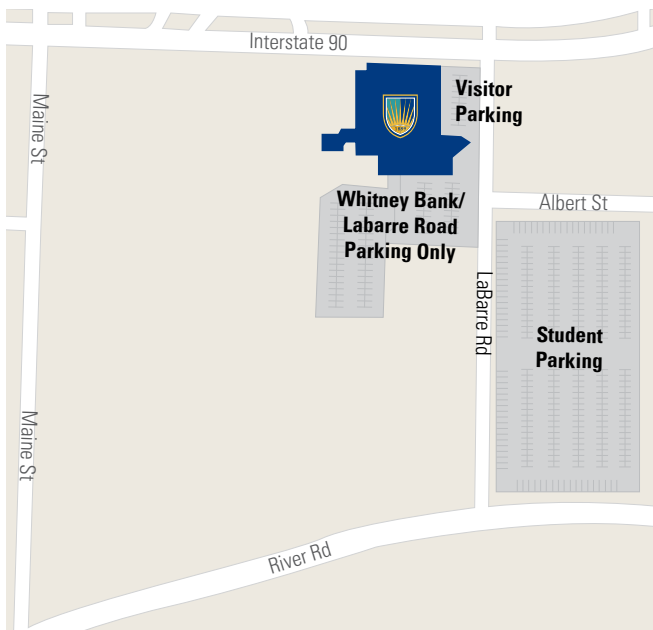 Interstate 90
Maine St
Visitor
Parking
Whitney Bank/
Labarre Road
Parking Only
Albert St
LaBarre Rd
Student
Parking
Maine St
River Rd